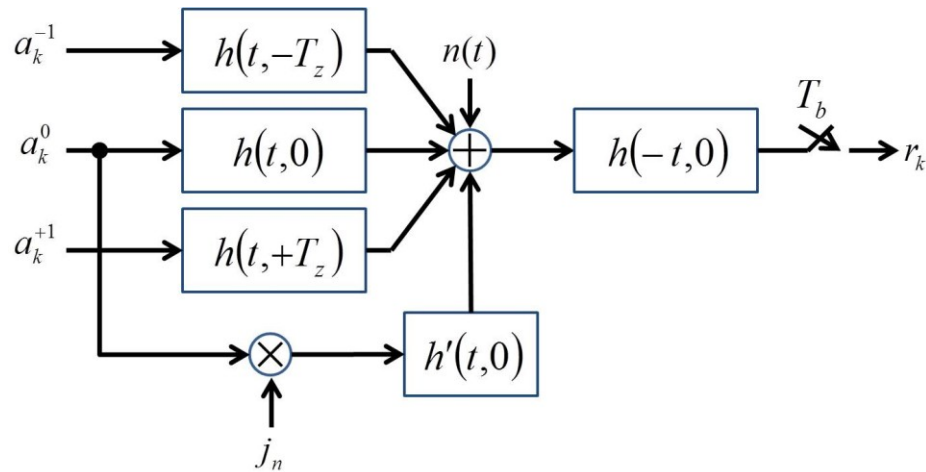 a_k^{-1}
h(t,−T_z)
n(t)
a_k^0
h(t,0)
+
h(−t,0)
T_b
r_k
a_k^{+1}
h(t,+T_z)
×
h′(t,0)
j_n